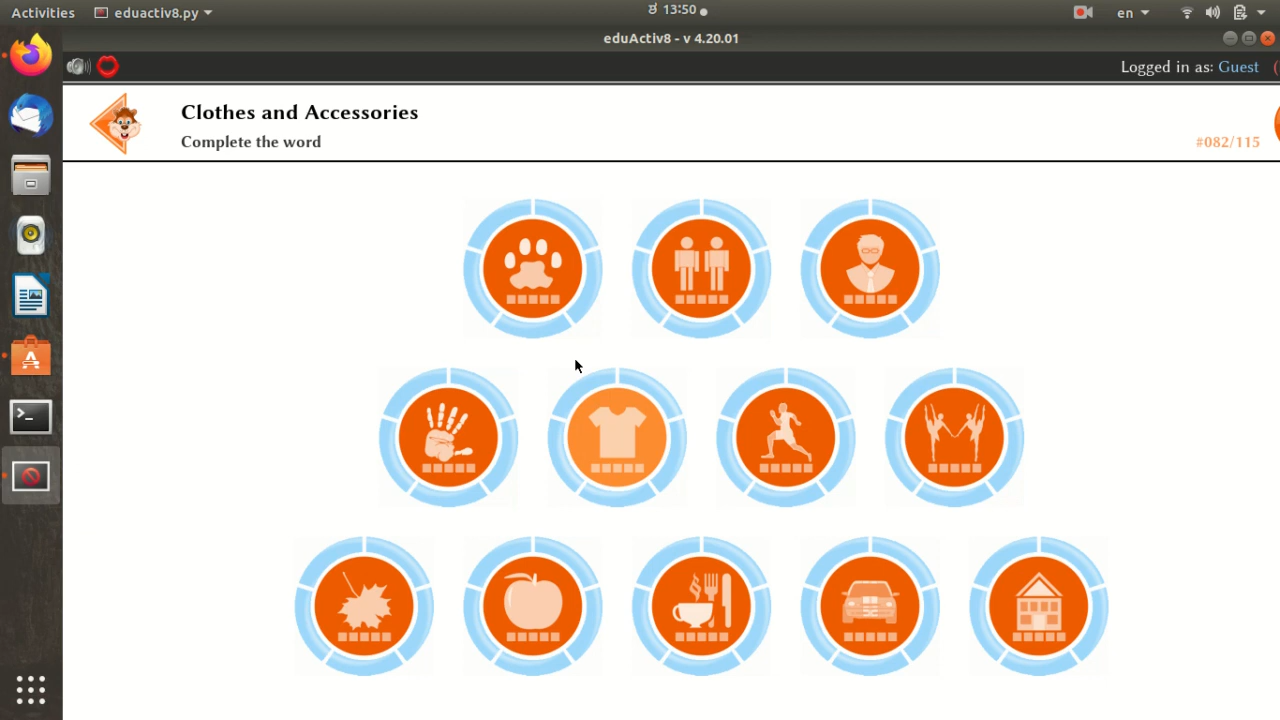 Activities eduactiv8.py ਬ 13:50 en
eduActiv8 - v 4.20.01
Logged in as: Guest
Clothes and Accessories
Complete the word
#082/115